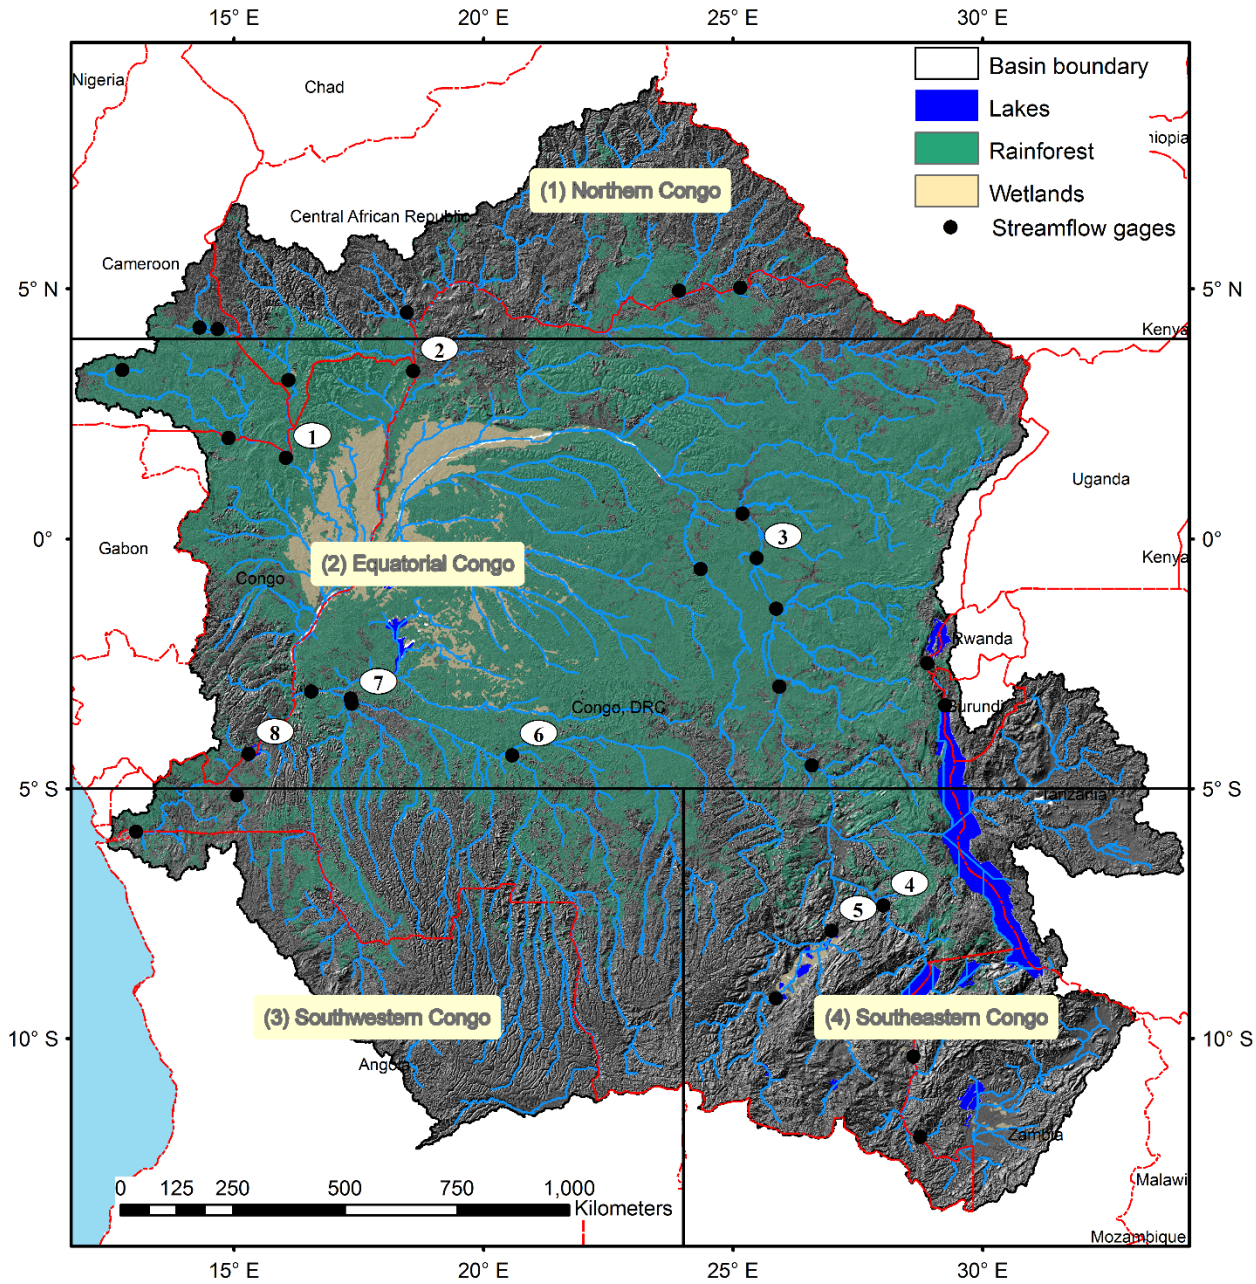 15° E 20° E 25° E 30° E
Nigeria
Chad
Basin boundary
Lakes
Rainforest
Wetlands
Streamflow gages
hiopia
(1) Northern Congo
Central African Republic
Cameroon
5° N 5° N
Kenya
2
1
Uganda
3
0° 0°
Gabon
Kenya
(2) Equatorial Congo
Congo
Rwanda
7
Congo, DRC
Burundi
8
6
5° S 5° S
Tanzania
4
5
(3) Southwestern Congo
(4) Southeastern Congo
10° S 10° S
Ango
Zambia
Malawi
0 125 250 500 750 1,000
Kilometers
Mozambique
15° E 20° E 25° E 30° E